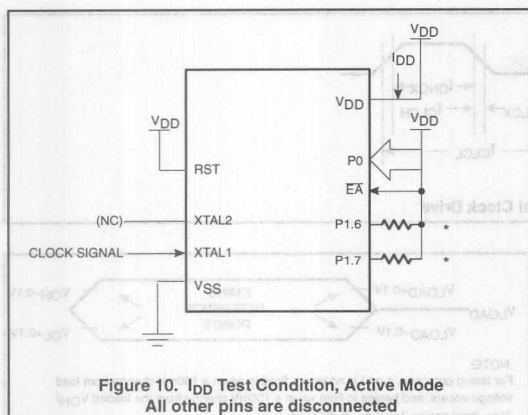 VDD
IDD
VDD
VDD
VDD
P0
RST
EA
(NC)
XTAL2
P1.6
*
CLOCK SIGNAL
XTAL1
P1.7
*
VSS
Figure 10. IDD Test Condition, Active Mode
All other pins are disconnected